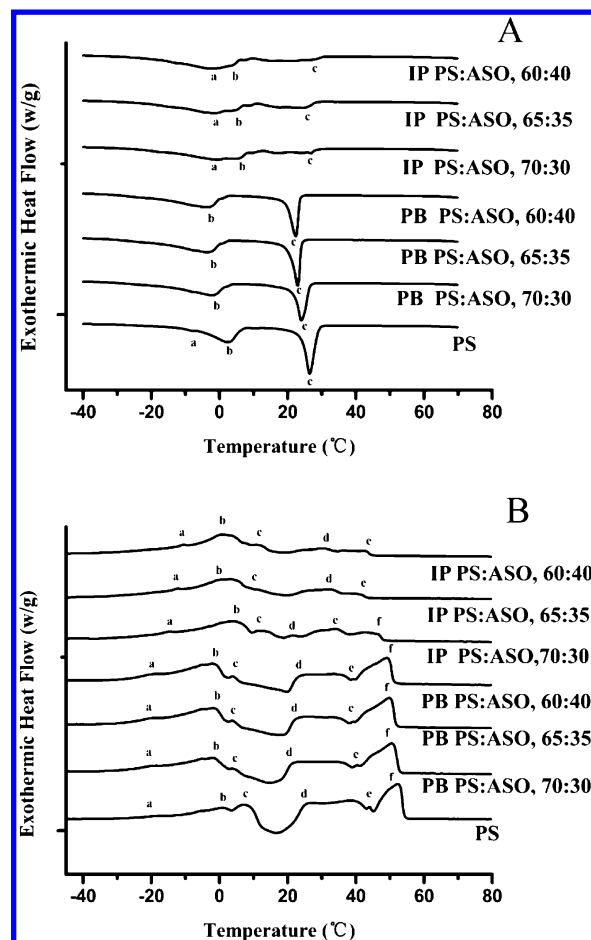 A
Exothermic Heat Flow (w/g)
a b c
IP PS:ASO, 60:40
a b c
IP PS:ASO, 65:35
a b c
IP PS:ASO, 70:30
b c
PB PS:ASO, 60:40
b c
PB PS:ASO, 65:35
b c
PB PS:ASO, 70:30
a b c
PS
-40 -20 0 20 40 60 80
Temperature (℃)
B
Exothermic Heat Flow (w/g)
a b c d e
IP PS:ASO, 60:40
a b c d e
IP PS:ASO, 65:35
a b c d e f
IP PS:ASO,70:30
a b c d e f
PB PS:ASO, 60:40
a b c d e f
PB PS:ASO, 65:35
a b c d e f
PB PS:ASO, 70:30
a b c d e f
PS
-40 -20 0 20 40 60 80
Temperature (℃)